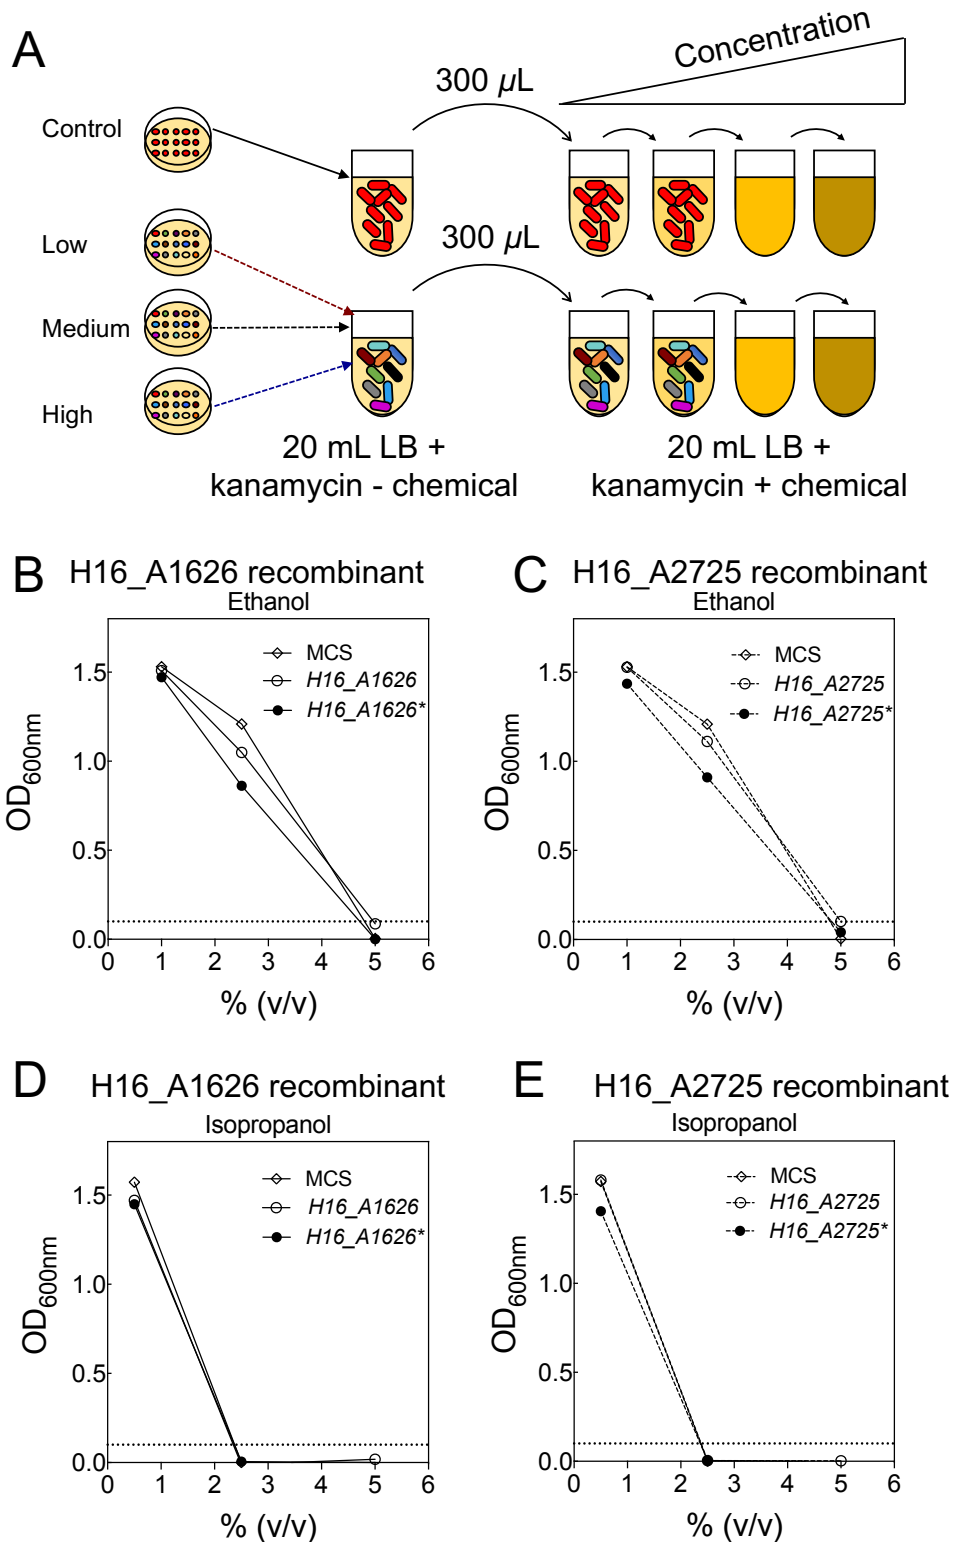 A
Concentration
300 µL
Control
Low
300 µL
Medium
High
20 mL LB +
kanamycin - chemical
20 mL LB +
kanamycin + chemical
B H16_A1626 recombinant
Ethanol
MCS
H16_A1626
H16_A1626*
OD600nm
1.5
1.0
0.5
0.0
0 1 2 3 4 5 6
% (v/v)
C H16_A2725 recombinant
Ethanol
MCS
H16_A2725
H16_A2725*
OD600nm
1.5
1.0
0.5
0.0
0 1 2 3 4 5 6
% (v/v)
D H16_A1626 recombinant
Isopropanol
MCS
H16_A1626
H16_A1626*
OD600nm
1.5
1.0
0.5
0.0
0 1 2 3 4 5 6
% (v/v)
E H16_A2725 recombinant
Isopropanol
MCS
H16_A2725
H16_A2725*
OD600nm
1.5
1.0
0.5
0.0
0 1 2 3 4 5 6
% (v/v)